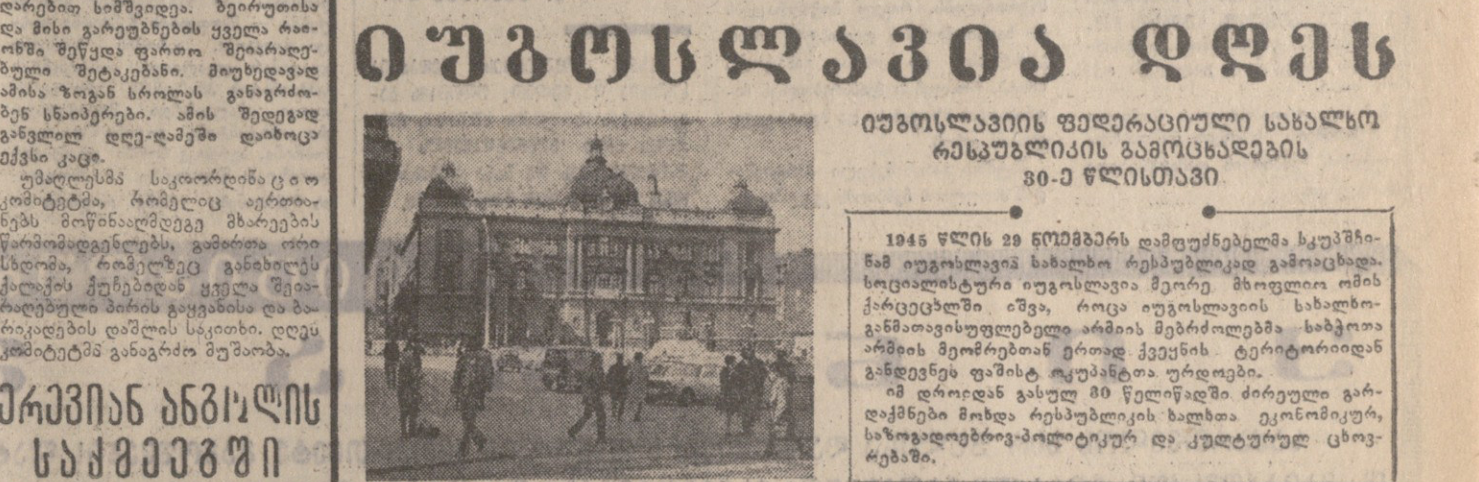 დარებით სიმშვიდეა. ბეირუთისა
და მისი გარეუბნების ყველა რაი-
ონში შეწყდა ფართო შეიარაღე-
ბული შეტაკებანი. მიუხედავად
ამისა ზოგან სროლას განაგრძო-
ბენ სნაიპერები. ამის შედეგად
განვლილ დღე-ღამეში დაიხოცა
ექვსი კაცი.
უმაღლესმა საკოორდინაციო
კომიტეტმა, რომელიც აერთია-
ნებს მოწინააღმდეგე მხარეების
წარმომადგენლებს, გამართა ორი
სხდომა, რომელზეც განიხილეს
ქალაქის ქუჩებიდან ყველა შეია-
რაღებული პირის გაყვანისა და ბა-
რიკადების დაშლის საკითხი. დღეს
კომიტეტმა განაგრძო მუშაობა.
ერევიან ანგოლის
საქმეებში
იუგოსლავია დღეს
იუგოსლავიის ფედერაციული სახალხო
რესპუბლიკის გამოცხადების
30-ე წლისთავი
1945 წლის 29 ნოემბერს დამფუძნებელმა სკუპშჩი-
ნამ იუგოსლავია სახალხო რესპუბლიკად გამოაცხადა.
სოციალისტური იუგოსლავია მეორე მსოფლიო ომის
ქარცეცხლში იშვა, როცა იუგოსლავიის სახალხო-
განმათავისუფლებელი არმიის მებრძოლებმა საბჭოთა
არმიის მეომრებთან ერთად ქვეყნის ტერიტორიიდან
განდევნეს ფაშისტ ოკუპანტთა ურდოები.
იმ დროიდან გასულ 30 წელიწადში ძირეული გარ-
დაქმნები მოხდა რესპუბლიკის ხალხთა ეკონომიკურ,
საზოგადოებრივ-პოლიტიკურ და კულტურულ ცხოვ-
რებაში.